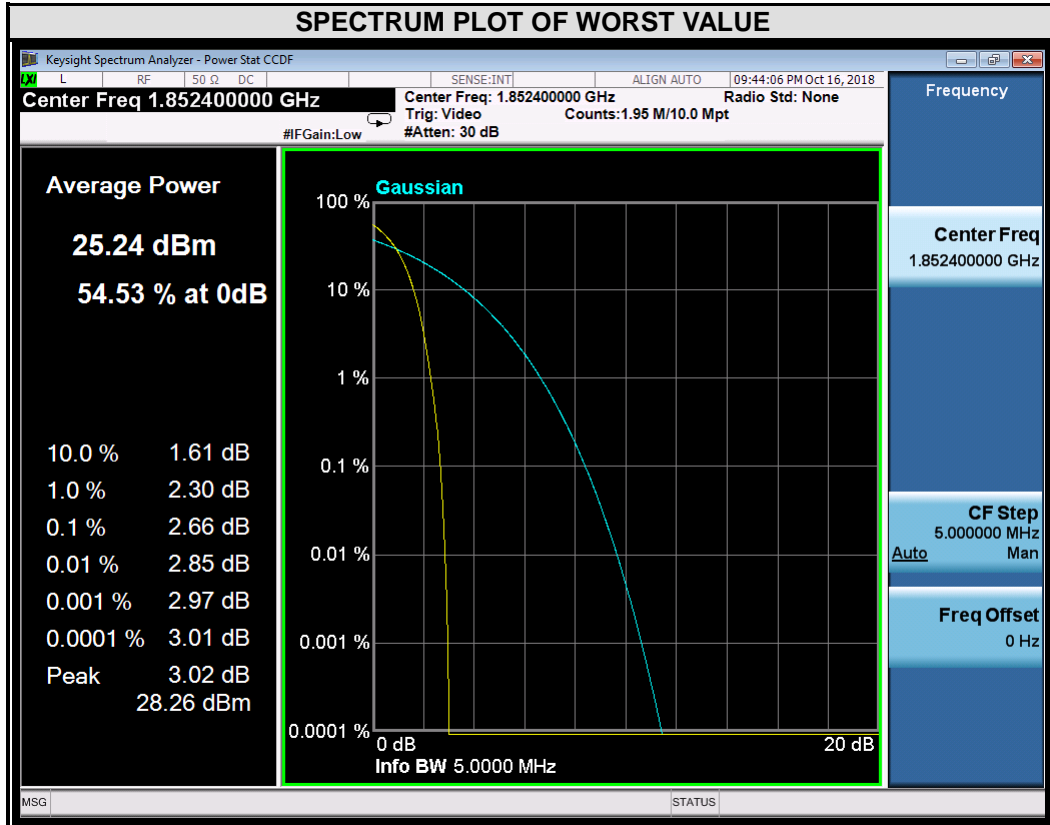 SPECTRUM PLOT OF WORST VALUE
Keysight Spectrum Analyzer - Power Stat CCDF
LXI L RF 50 Ω DC SENSE:INT ALIGN AUTO 09:44:06 PM Oct 16, 2018
Center Freq 1.852400000 GHz
Center Freq: 1.852400000 GHz Radio Std: None
Trig: Video Counts:1.95 M/10.0 Mpt
#IFGain:Low #Atten: 30 dB
Average Power
25.24 dBm
54.53 % at 0dB
10.0 % 1.61 dB
1.0 % 2.30 dB
0.1 % 2.66 dB
0.01 % 2.85 dB
0.001 % 2.97 dB
0.0001 % 3.01 dB
Peak 3.02 dB
28.26 dBm
Gaussian
100 %
10 %
1 %
0.1 %
0.01 %
0.001 %
0.0001 %
0 dB 20 dB
Info BW 5.0000 MHz
Frequency
Center Freq
1.852400000 GHz
CF Step
5.000000 MHz
Auto Man
Freq Offset
0 Hz
MSG STATUS